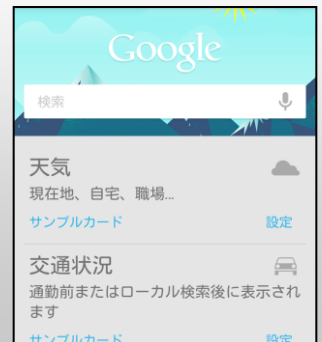 Google
検索
天気
現在地、自宅、職場...
サンプルカード 設定
交通状況
通勤前またはローカル検索後に表示され
ます
サンプルカード 設定